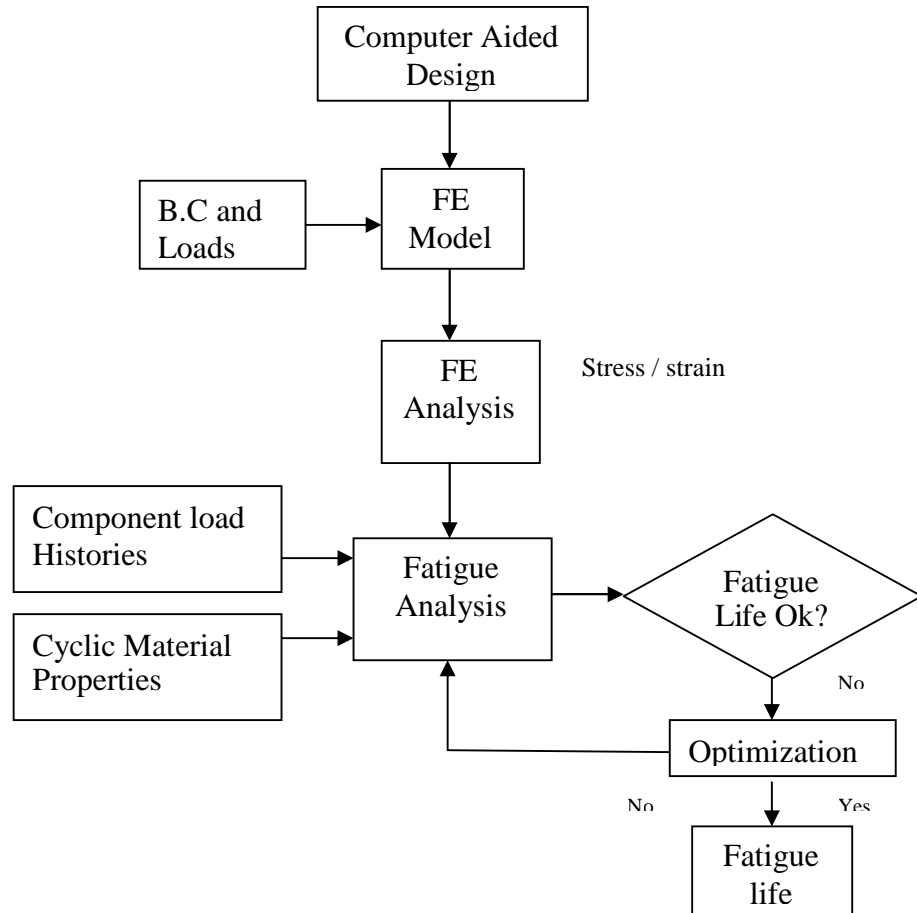 Computer Aided
Design
B.C and
Loads
FE
Model
FE
Analysis
Stress / strain
Component load
Histories
Cyclic Material
Properties
Fatigue
Analysis
Fatigue
Life Ok?
No
Optimization
No
Yes
Fatigue
life